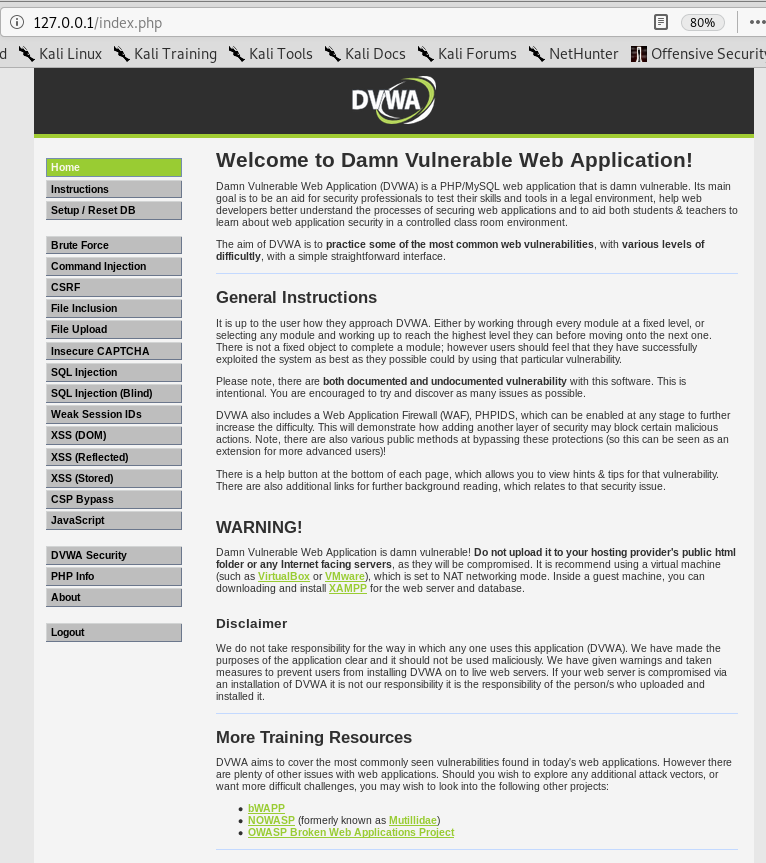 127.0.0.1/index.php 80%
d Kali Linux Kali Training Kali Tools Kali Docs Kali Forums NetHunter Offensive Security
DVWA
Home
Instructions
Setup / Reset DB
Brute Force
Command Injection
CSRF
File Inclusion
File Upload
Insecure CAPTCHA
SQL Injection
SQL Injection (Blind)
Weak Session IDs
XSS (DOM)
XSS (Reflected)
XSS (Stored)
CSP Bypass
JavaScript
DVWA Security
PHP Info
About
Logout
Welcome to Damn Vulnerable Web Application!
Damn Vulnerable Web Application (DVWA) is a PHP/MySQL web application that is damn vulnerable. Its main
goal is to be an aid for security professionals to test their skills and tools in a legal environment, help web
developers better understand the processes of securing web applications and to aid both students & teachers to
learn about web application security in a controlled class room environment.
The aim of DVWA is to practice some of the most common web vulnerabilities, with various levels of
difficultly, with a simple straightforward interface.
General Instructions
It is up to the user how they approach DVWA. Either by working through every module at a fixed level, or
selecting any module and working up to reach the highest level they can before moving onto the next one.
There is not a fixed object to complete a module; however users should feel that they have successfully
exploited the system as best as they possible could by using that particular vulnerability.
Please note, there are both documented and undocumented vulnerability with this software. This is
intentional. You are encouraged to try and discover as many issues as possible.
DVWA also includes a Web Application Firewall (WAF), PHPIDS, which can be enabled at any stage to further
increase the difficulty. This will demonstrate how adding another layer of security may block certain malicious
actions. Note, there are also various public methods at bypassing these protections (so this can be seen as an
extension for more advanced users)!
There is a help button at the bottom of each page, which allows you to view hints & tips for that vulnerability.
There are also additional links for further background reading, which relates to that security issue.
WARNING!
Damn Vulnerable Web Application is damn vulnerable! Do not upload it to your hosting provider's public html
folder or any Internet facing servers, as they will be compromised. It is recommend using a virtual machine
(such as VirtualBox or VMware), which is set to NAT networking mode. Inside a guest machine, you can
downloading and install XAMPP for the web server and database.
Disclaimer
We do not take responsibility for the way in which any one uses this application (DVWA). We have made the
purposes of the application clear and it should not be used maliciously. We have given warnings and taken
measures to prevent users from installing DVWA on to live web servers. If your web server is compromised via
an installation of DVWA it is not our responsibility it is the responsibility of the person/s who uploaded and
installed it.
More Training Resources
DVWA aims to cover the most commonly seen vulnerabilities found in today's web applications. However there
are plenty of other issues with web applications. Should you wish to explore any additional attack vectors, or
want more difficult challenges, you may wish to look into the following other projects:
• bWAPP
• NOWASP (formerly known as Mutillidae)
• OWASP Broken Web Applications Project